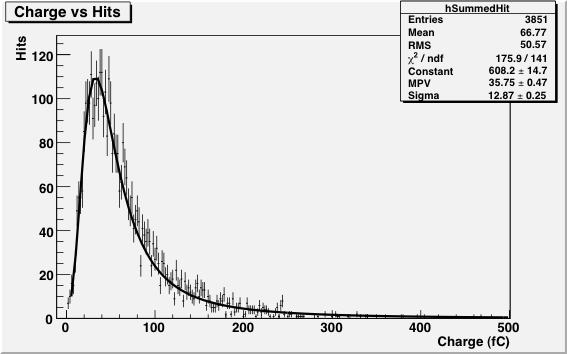 Charge vs Hits
hSummedHit
Entries 3851
Mean 66.77
RMS 50.57
χ² / ndf 175.9 / 141
Constant 608.2 ± 14.7
MPV 35.75 ± 0.47
Sigma 12.87 ± 0.25
Hits
120
100
80
60
40
20
0
0 100 200 300 400 500
Charge (fC)